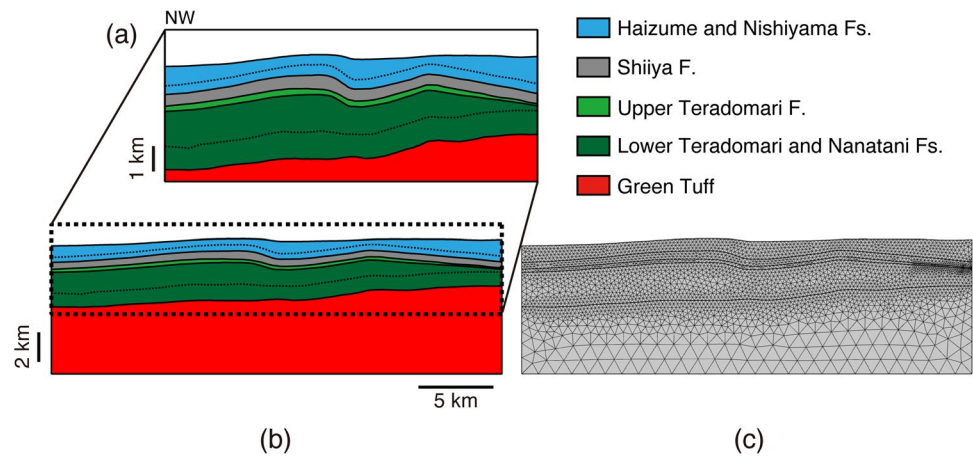 NW
(a)
Haizume and Nishiyama Fs.
Shiiya F.
Upper Teradomari F.
Lower Teradomari and Nanatani Fs.
Green Tuff
1 km
2 km
5 km
(b)
(c)